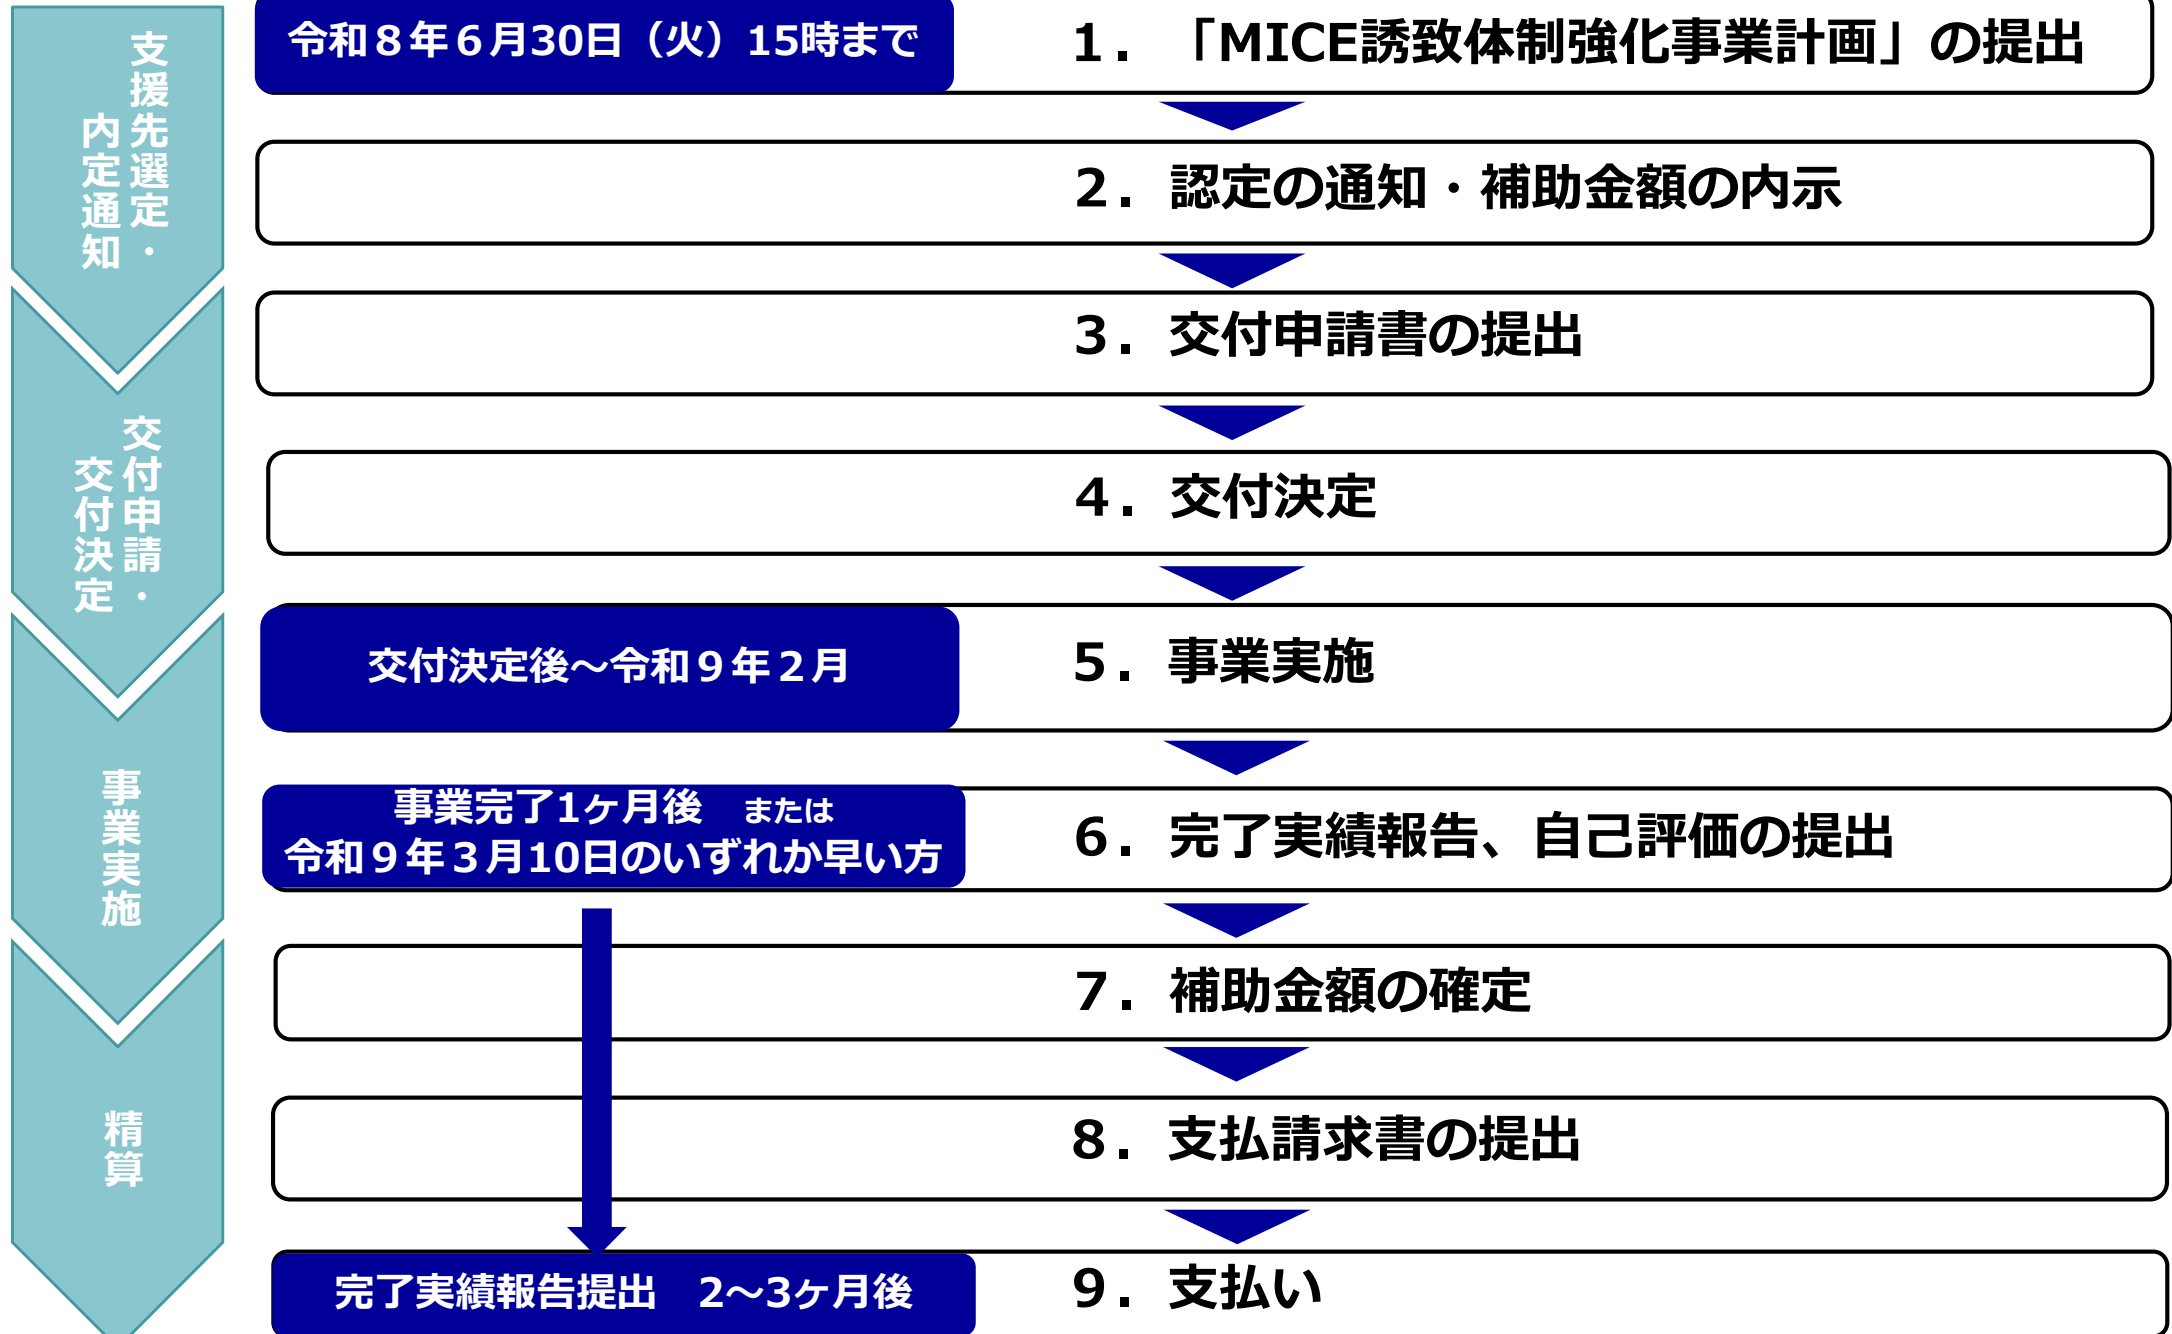 支援先選定・
内定通知
交付申請・
交付決定
事業実施
精算
令和８年６月30日（火）15時まで
１．「MICE誘致体制強化事業計画」の提出
２．認定の通知・補助金額の内示
３．交付申請書の提出
４．交付決定
交付決定後～令和９年２月
５．事業実施
事業完了1ヶ月後　または
令和９年３月10日のいずれか早い方
６．完了実績報告、自己評価の提出
７．補助金額の確定
８．支払請求書の提出
完了実績報告提出　2～3ヶ月後
９．支払い